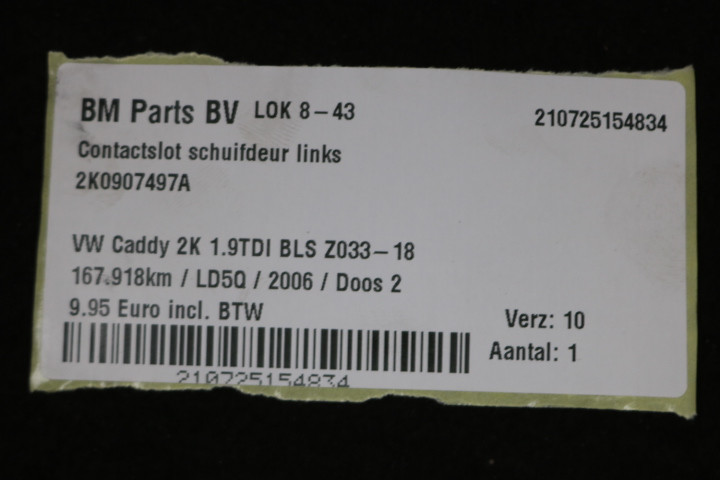 BM Parts BV LOK 8-43 210725154834
Contactslot schuifdeur links
2K0907497A
VW Caddy 2K 1.9TDI BLS Z033-18
167.918km / LD5Q / 2006 / Doos 2
9.95 Euro incl. BTW
Verz: 10
Aantal: 1
210725154834